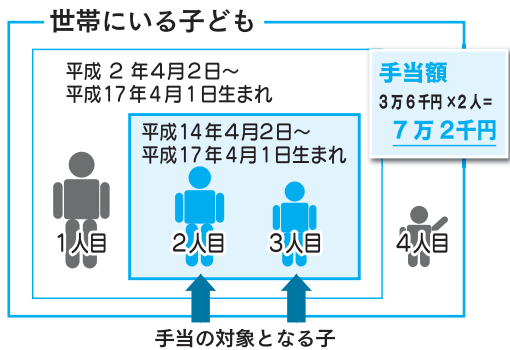 世帯にいる子ども
平成 2 年4月2日〜
平成17年4月1日生まれ
手当額
3万6千円×2人=
7万2千円
平成14年4月2日〜
平成17年4月1日生まれ
1人目
2人目
3人目
4人目
手当の対象となる子